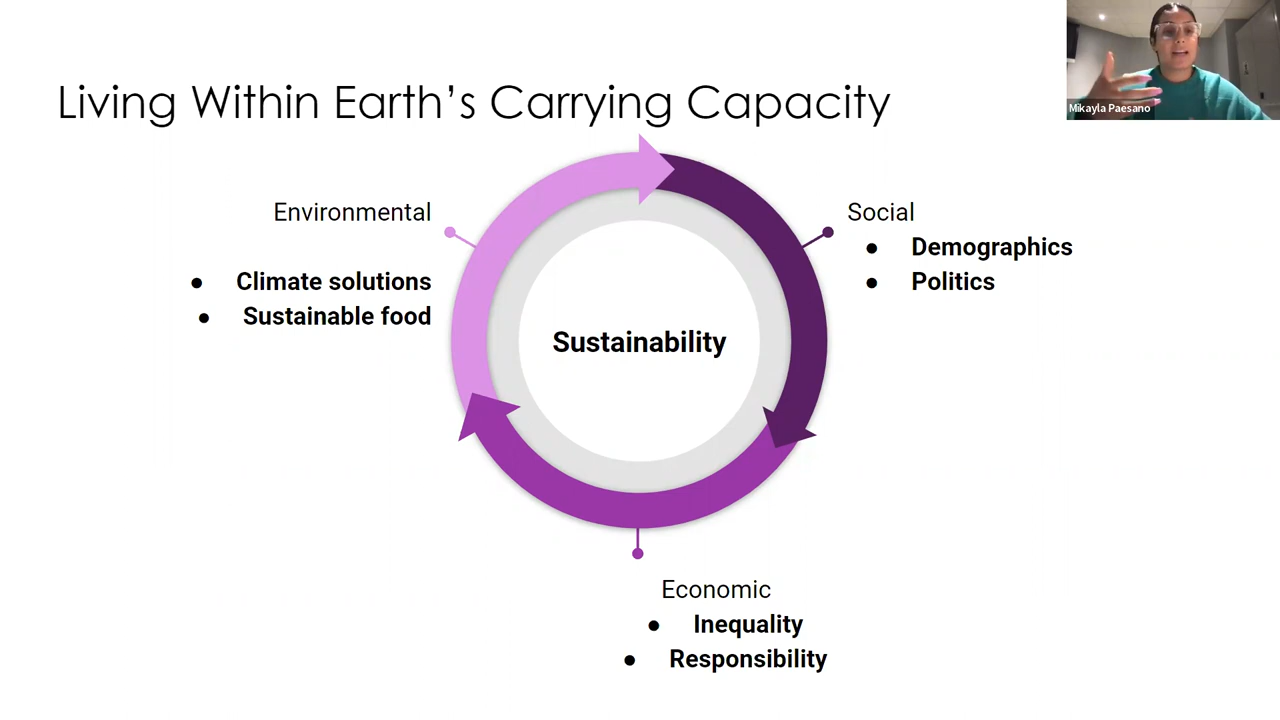 Living Within Earth's Carrying Capacity
Mikayla Paesano
Environmental
● Climate solutions
● Sustainable food
Social
● Demographics
● Politics
Sustainability
Economic
● Inequality
● Responsibility